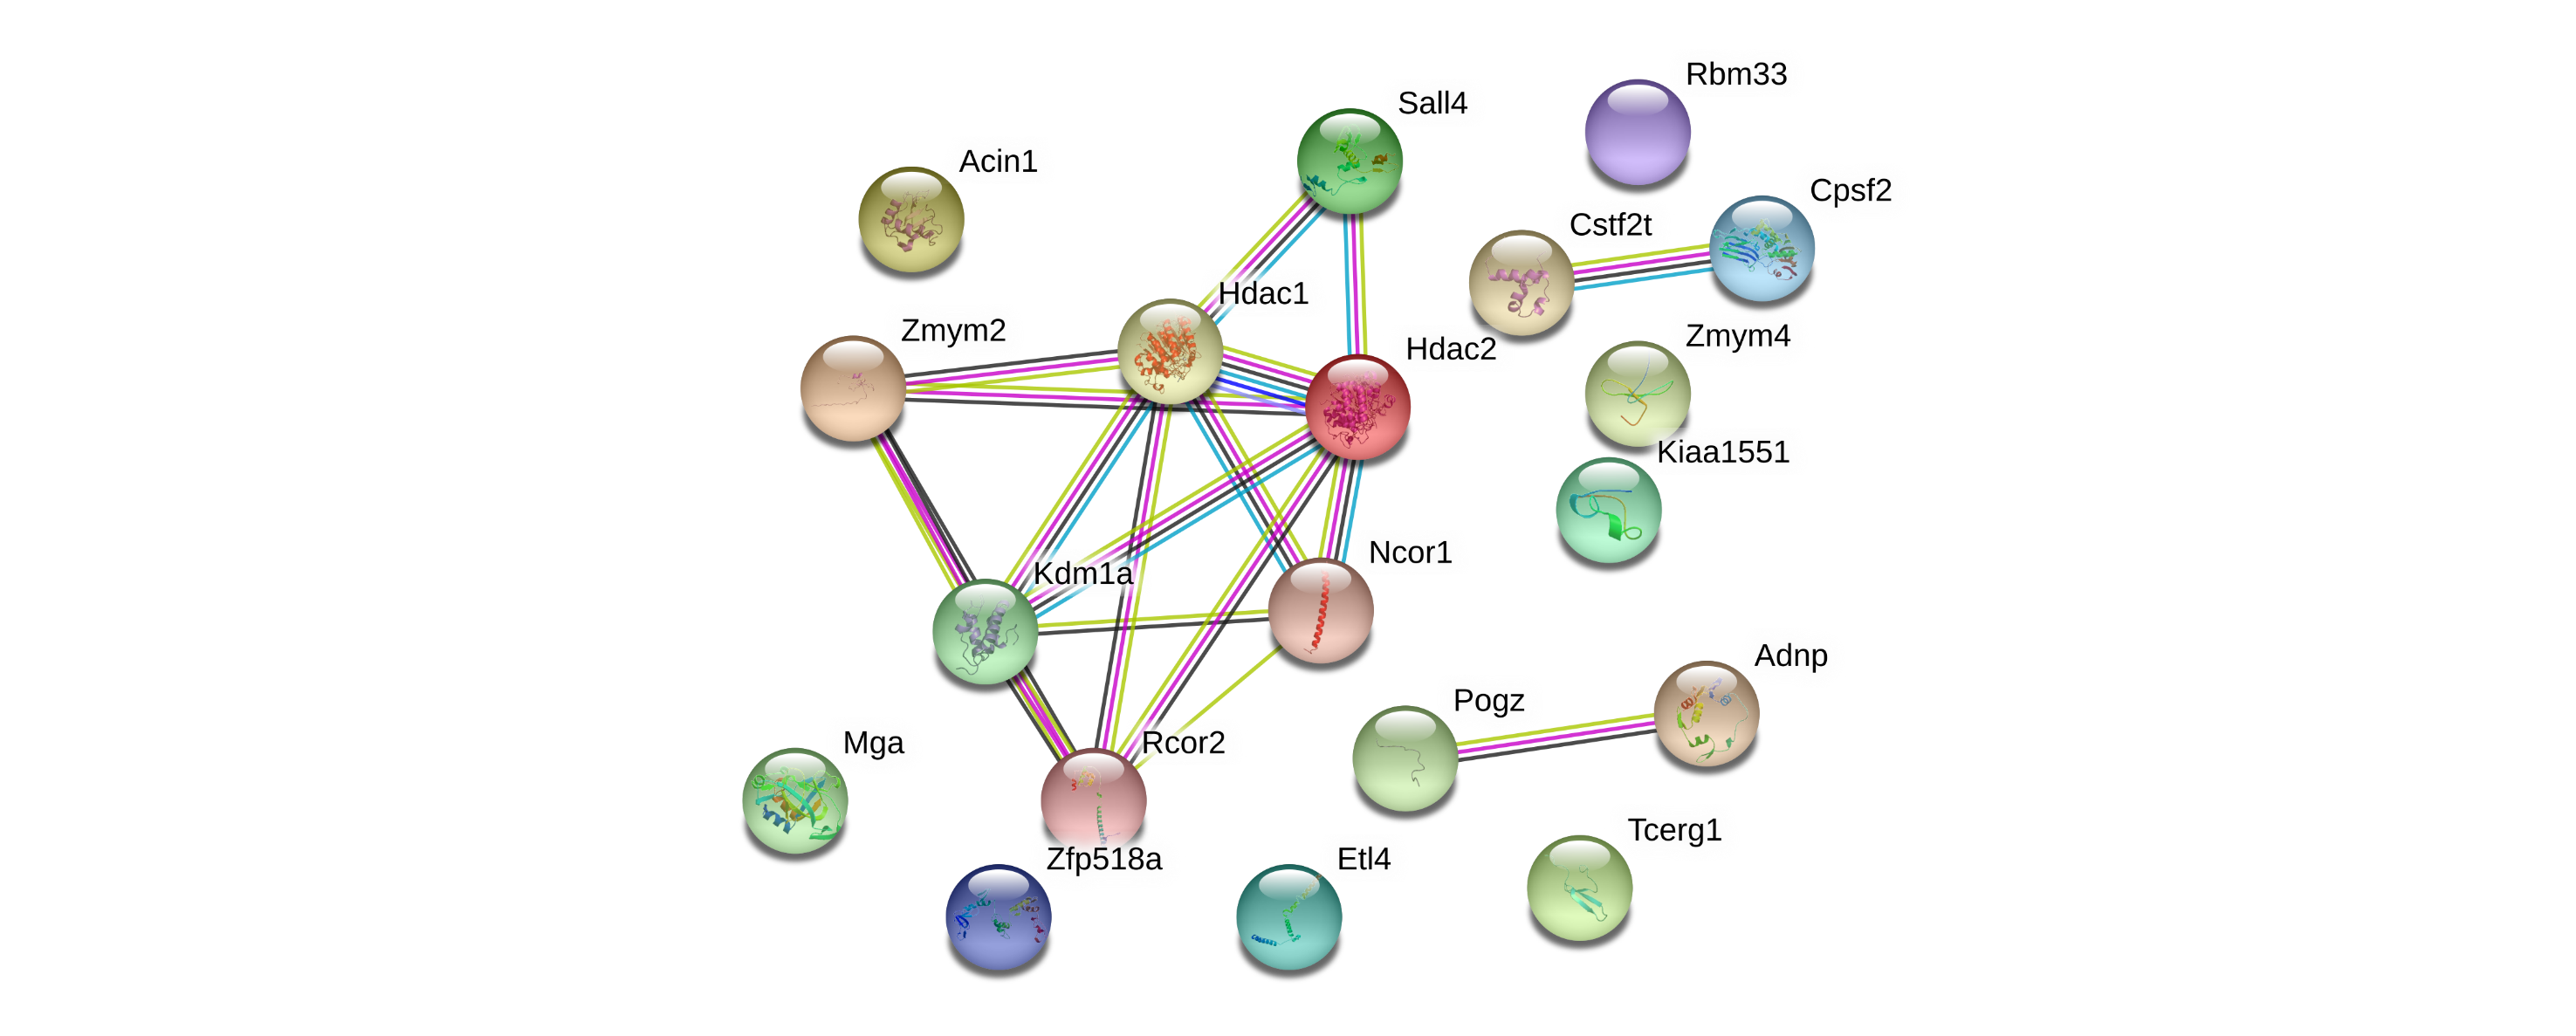 Rbm33
Sall4
Acin1
Cpsf2
Cstf2t
Hdac1
Zmym2
Zmym4
Hdac2
Kiaa1551
Ncor1
Kdm1a
Adnp
Pogz
Mga
Rcor2
Tcerg1
Zfp518a
Etl4